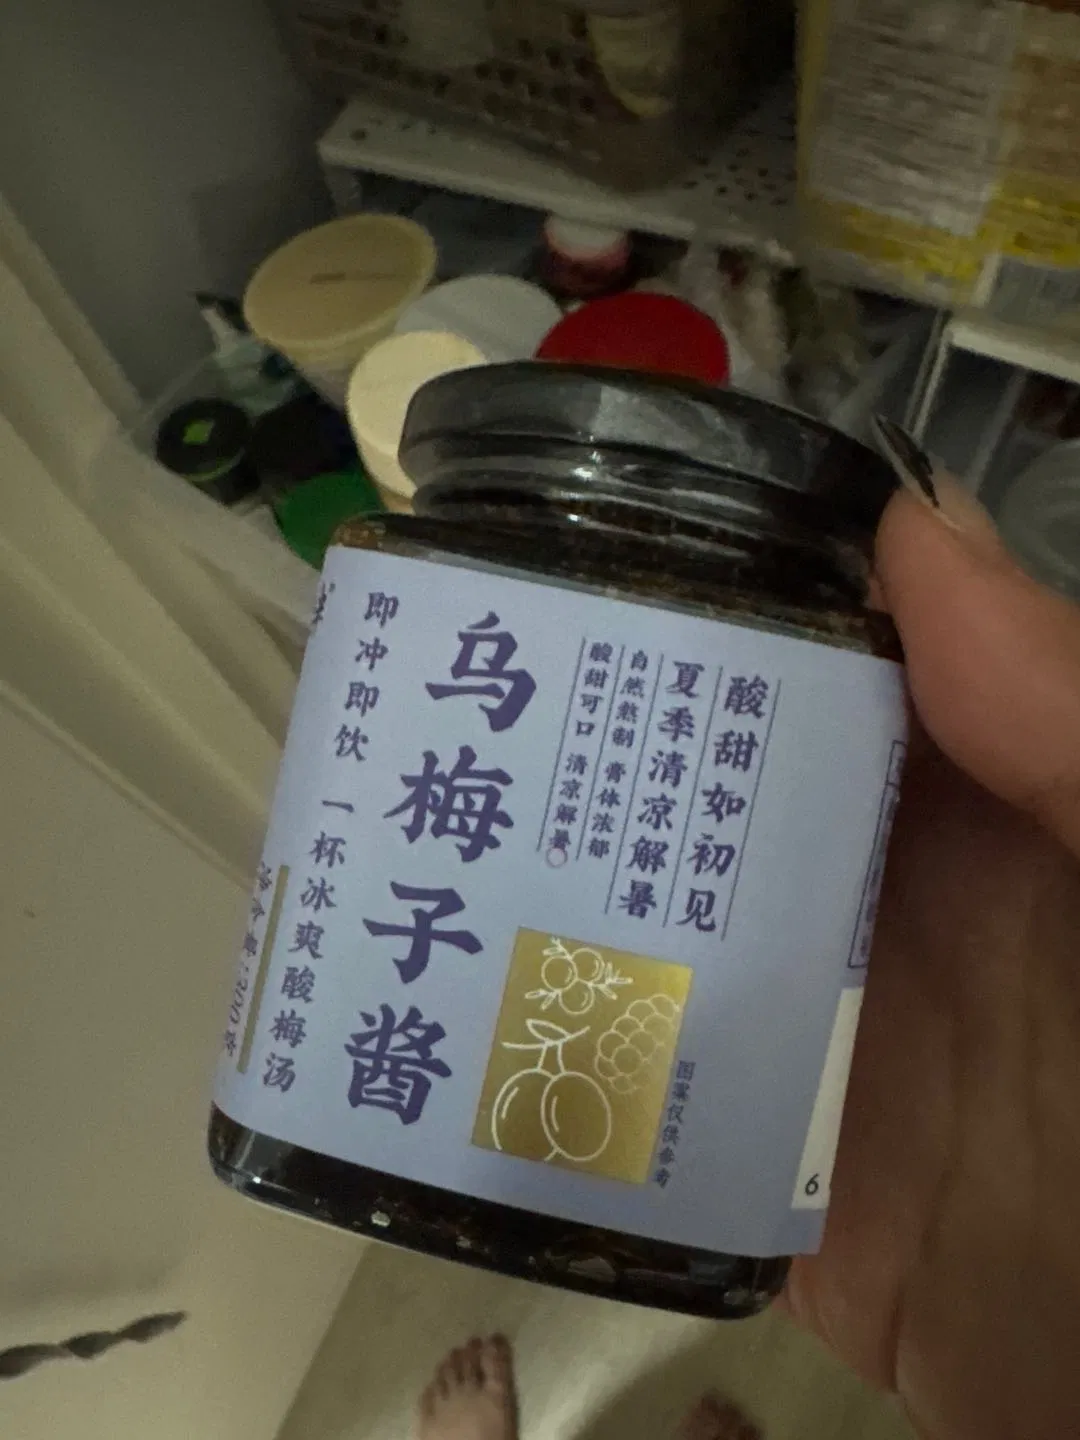 酸甜如初见
夏季清凉解暑
自然熬制 膏体浓郁
酸甜可口 清凉解暑
乌梅子酱
即冲即饮 一杯冰爽酸梅汤
图案仅供参考
6